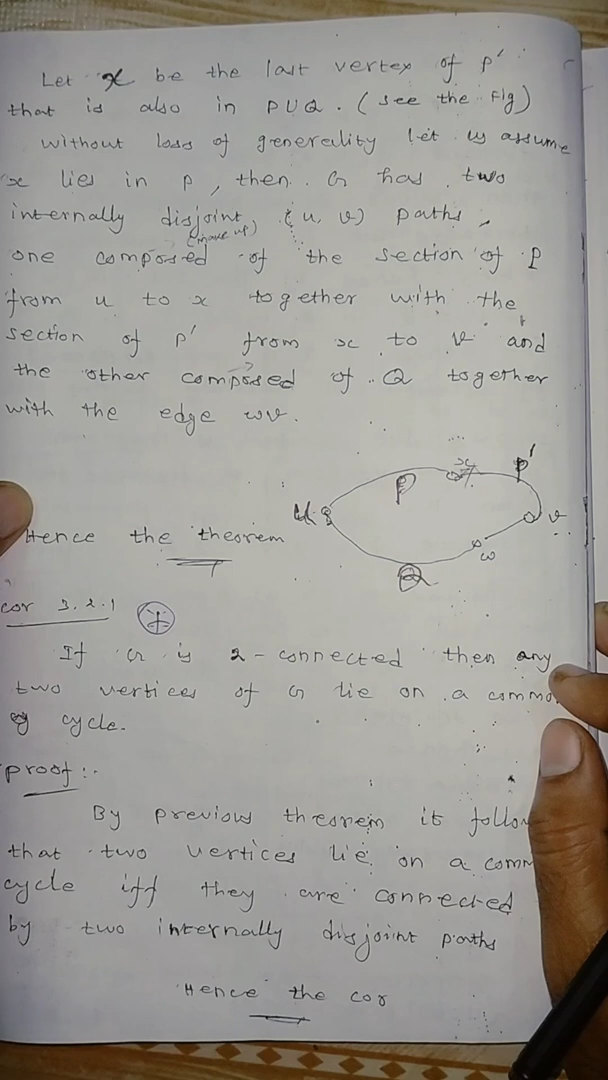 Let x be the last vertex of P'
that is also in PUQ. (see the Fig)
without loss of generality let us assume
x lies in P, then G has two
internally disjoint (u, v) paths,
(make up)
one composed of the section of P
from u to x together with the
section of P' from x to v and
the other composed of Q together
with the edge wv.
x P'
P
u v
w
Q
Hence the theorem
cor 3.2.1
If G is 2-connected then any
two vertices of G lie on a commo
cycle.
proof:-
By previous theorem it follow
that two vertices lie on a comm
cycle iff they are connected
by two internally disjoint paths
Hence the cor